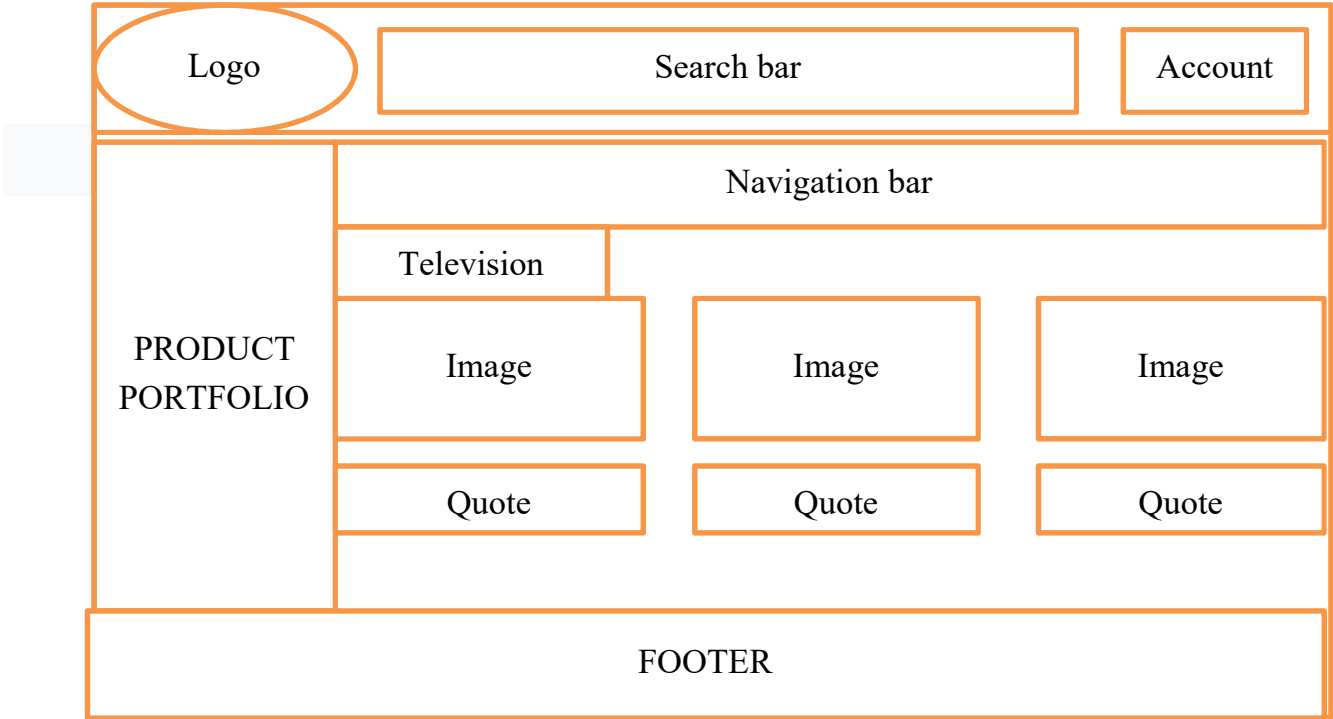 Logo
Search bar
Account
Navigation bar
Television
PRODUCT
PORTFOLIO
Image
Image
Image
Quote
Quote
Quote
FOOTER